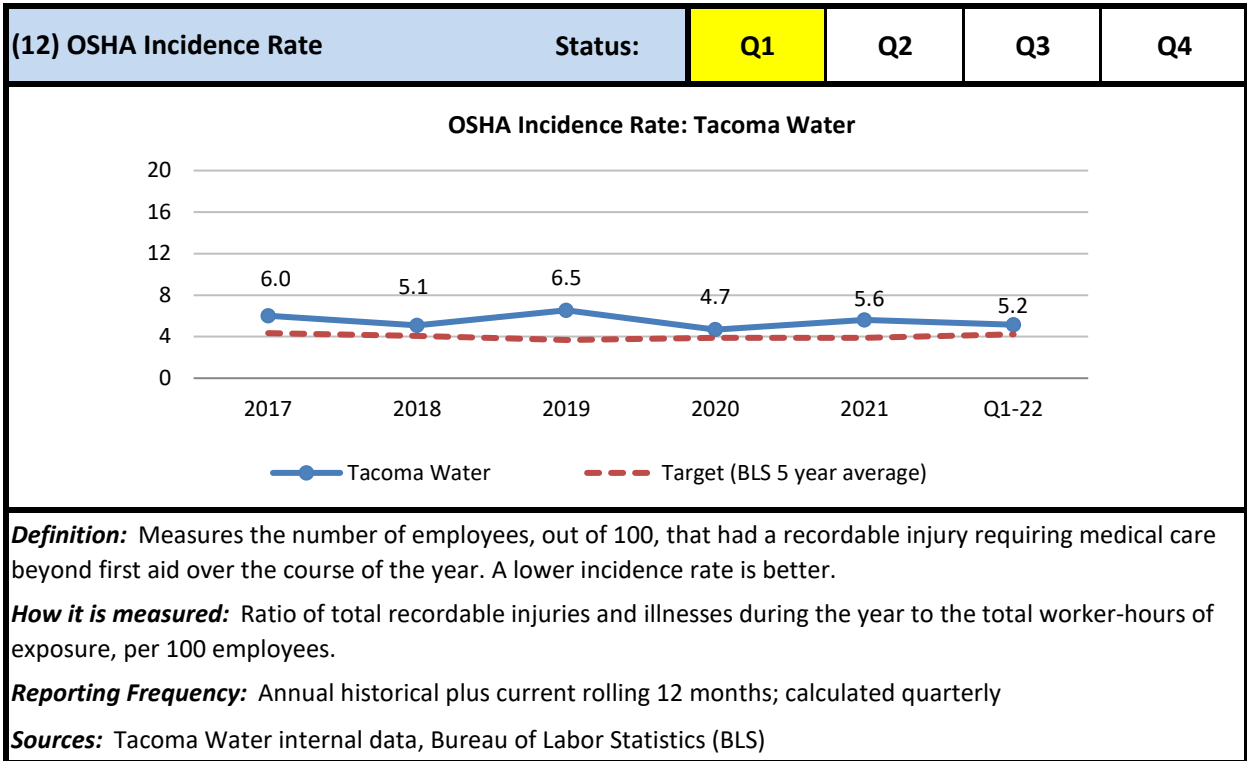 (12) OSHA Incidence Rate Status: Q1 Q2 Q3 Q4
OSHA Incidence Rate: Tacoma Water
20
16
12
8
4
0
6.0 5.1 6.5 4.7 5.6 5.2
2017 2018 2019 2020 2021 Q1-22
Tacoma Water Target (BLS 5 year average)
Definition: Measures the number of employees, out of 100, that had a recordable injury requiring medical care
beyond first aid over the course of the year. A lower incidence rate is better.
How it is measured: Ratio of total recordable injuries and illnesses during the year to the total worker-hours of
exposure, per 100 employees.
Reporting Frequency: Annual historical plus current rolling 12 months; calculated quarterly
Sources: Tacoma Water internal data, Bureau of Labor Statistics (BLS)